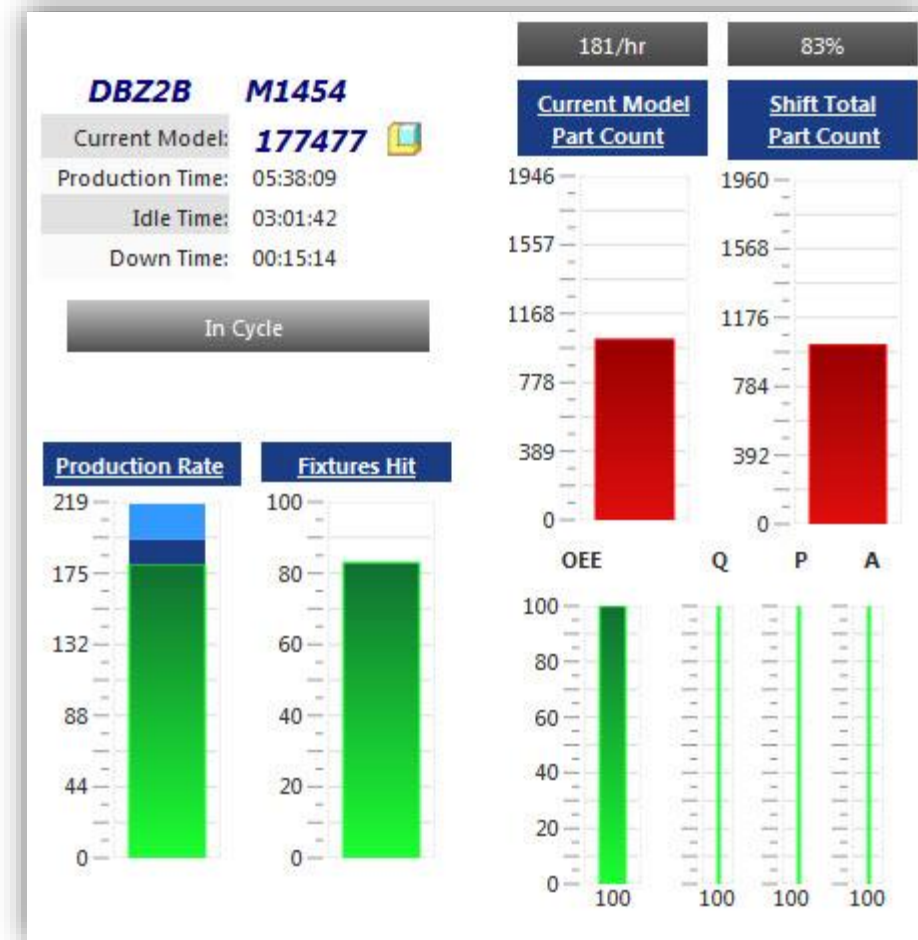 DBZ2B M1454
Current Model: 177477
Production Time: 05:38:09
Idle Time: 03:01:42
Down Time: 00:15:14
In Cycle
181/hr 83%
Current Model
Part Count
1946
1557
1168
778
389
0
Shift Total
Part Count
1960
1568
1176
784
392
0
Production Rate
219
175
132
88
44
0
Fixtures Hit
100
80
60
40
20
0
OEE Q P A
100
80
60
40
20
0
100 100 100 100